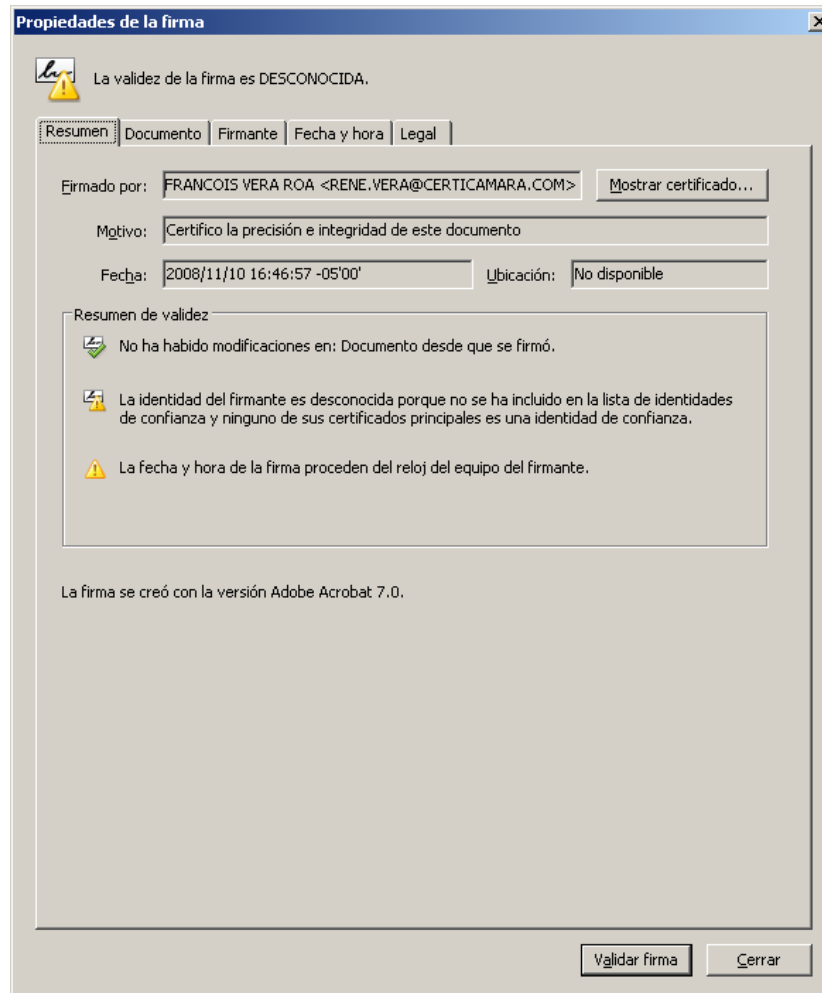 Propiedades de la firma
La validez de la firma es DESCONOCIDA.
Resumen Documento Firmante Fecha y hora Legal
Firmado por: FRANCOIS VERA ROA <RENE.VERA@CERTICAMARA.COM> Mostrar certificado...
Motivo: Certifico la precisión e integridad de este documento
Fecha: 2008/11/10 16:46:57 -05'00' Ubicación: No disponible
Resumen de validez
No ha habido modificaciones en: Documento desde que se firmó.
La identidad del firmante es desconocida porque no se ha incluido en la lista de identidades
de confianza y ninguno de sus certificados principales es una identidad de confianza.
La fecha y hora de la firma proceden del reloj del equipo del firmante.
La firma se creó con la versión Adobe Acrobat 7.0.
Validar firma Cerrar